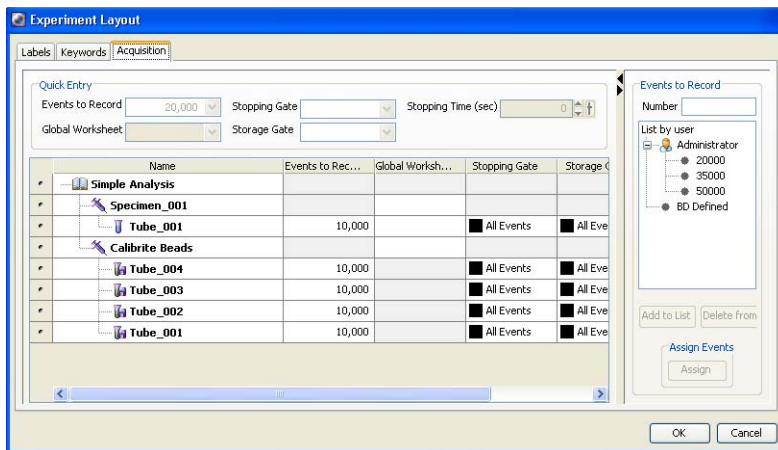 Experiment Layout
Labels Keywords Acquisition
Quick Entry
Events to Record 20,000 Stopping Gate Stopping Time (sec) 0
Global Worksheet Storage Gate
Name Events to Rec... Global Worksh... Stopping Gate Storage G
Simple Analysis
Specimen_001
Tube_001 10,000 All Events All Eve
Calibrite Beads
Tube_004 10,000 All Events All Eve
Tube_003 10,000 All Events All Eve
Tube_002 10,000 All Events All Eve
Tube_001 10,000 All Events All Eve
Events to Record
Number
List by user
Administrator
20000
35000
50000
BD Defined
Add to List Delete from
Assign Events
Assign
OK Cancel